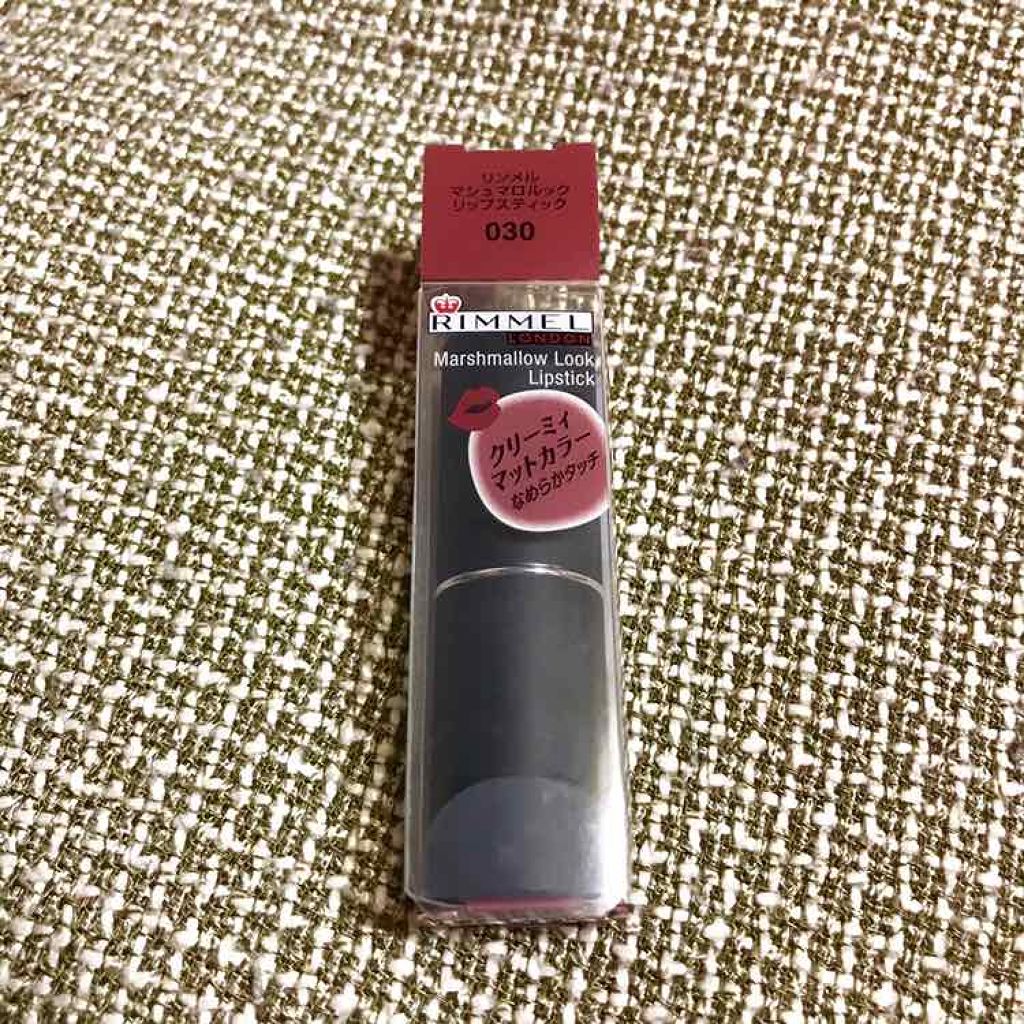 リンメル
マシュマロルック
リップスティック
030
RIMMEL
LONDON
Marshmallow Look
Lipstick
クリーミィ
マットカラー
なめらかタッチ